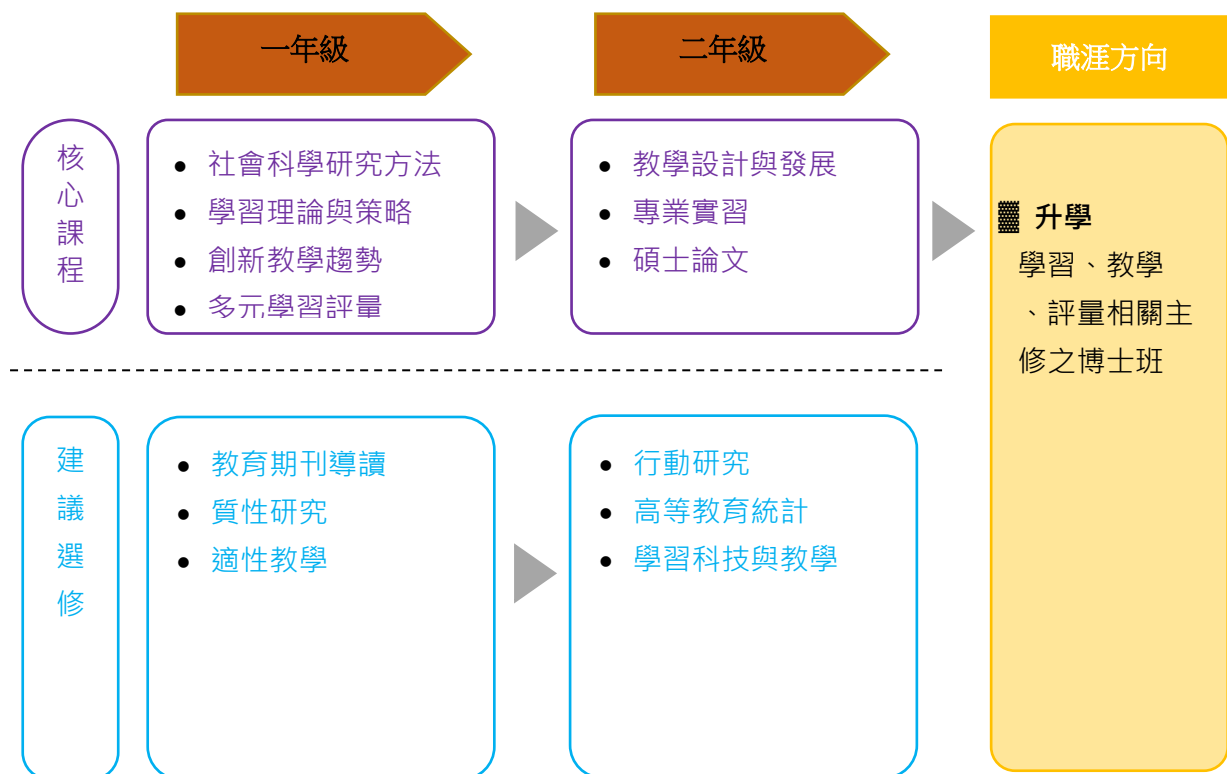 一年級
二年級
職涯方向
核心課程
● 社會科學研究方法
● 學習理論與策略
● 創新教學趨勢
● 多元學習評量
● 教學設計與發展
● 專業實習
● 碩士論文
▓ 升學
學習、教學
、評量相關主
修之博士班
建議選修
● 教育期刊導讀
● 質性研究
● 適性教學
● 行動研究
● 高等教育統計
● 學習科技與教學